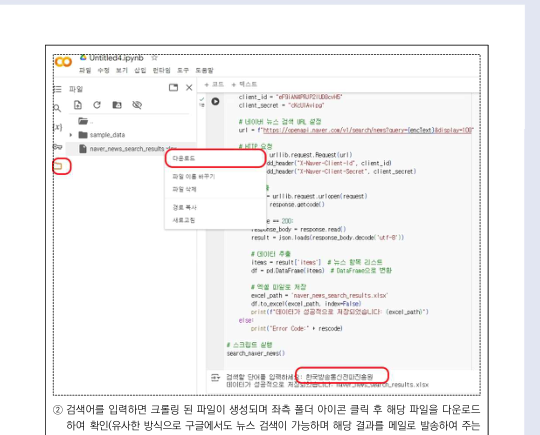 Untitled4.ipynb
파일 수정 보기 삽입 런타임 도구 도움말
파일
+ 코드 + 텍스트
..
sample_data
naver_news_search_results.xlsx
다운로드
파일 이름 바꾸기
파일 삭제
경로 복사
새로고침
client_id =
client_secret =
# 네이버 뉴스 검색 URL 설정
url = f"https://openapi.naver.com/v1/search/news?query={encText}&display=100"
요청
urllib.request.Request(url)
dd_header("X-Naver-Client-Id", client_id)
dd_header("X-Naver-Client-Secret", client_secret)
= urllib.request.urlopen(request)
response.getcode()
e == 200:
response_body = response.read()
result = json.loads(response_body.decode('utf-8'))
# 데이터 추출
items = result['items'] # 뉴스 항목 리스트
df = pd.DataFrame(items) # DataFrame으로 변환
# 엑셀 파일로 저장
excel_path = 'naver_news_search_results.xlsx'
df.to_excel(excel_path, index=False)
print(f"데이터가 성공적으로 저장되었습니다: {excel_path}")
else:
print("Error Code:" + rescode)
# 스크립트 실행
search_naver_news()
검색할 단어를 입력하세요: 한국방송통신전파진흥원
데이터가 성공적으로 저장되었습니다: naver_news_search_results.xlsx
② 검색어를 입력하면 크롤링 된 파일이 생성되며 좌측 폴더 아이콘 클릭 후 해당 파일을 다운로드
하여 확인(유사한 방식으로 구글에서도 뉴스 검색이 가능하며 해당 결과를 메일로 발송하여 주는